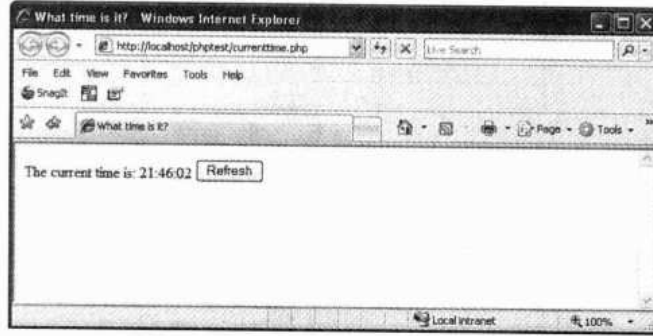 What time is it? Windows Internet Explorer
http://localhost/phptest/currenttime.php
Live Search
File Edit View Favorites Tools Help
SnagIt
What time is it?
Page Tools
The current time is: 21:46:02 Refresh
Local intranet 100%